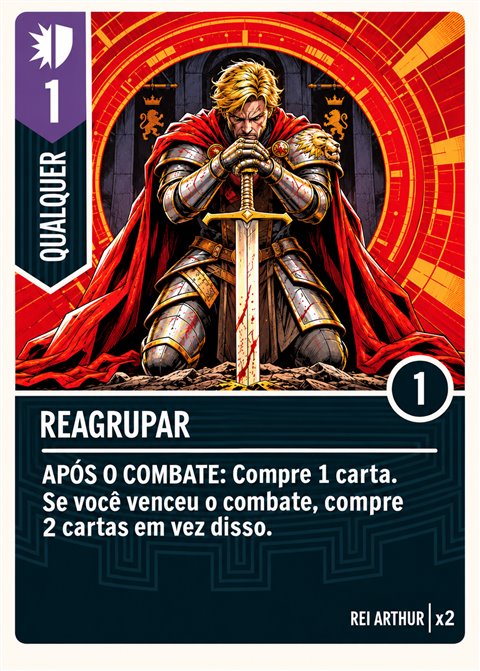 1
QUALQUER
1
REAGRUPAR
APÓS O COMBATE: Compre 1 carta.
Se você venceu o combate, compre
2 cartas em vez disso.
REI ARTHUR | x2